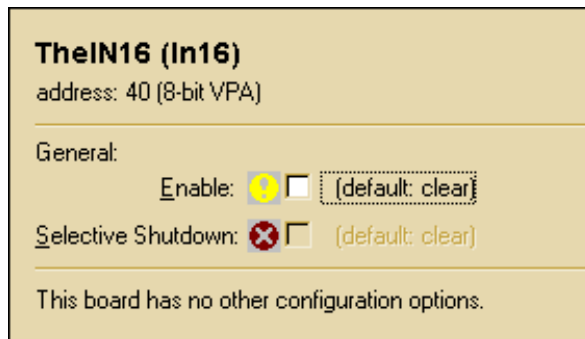 TheIN16 (In16)
address: 40 (8-bit VPA)
General:
Enable: (default: clear)
Selective Shutdown: (default: clear)
This board has no other configuration options.